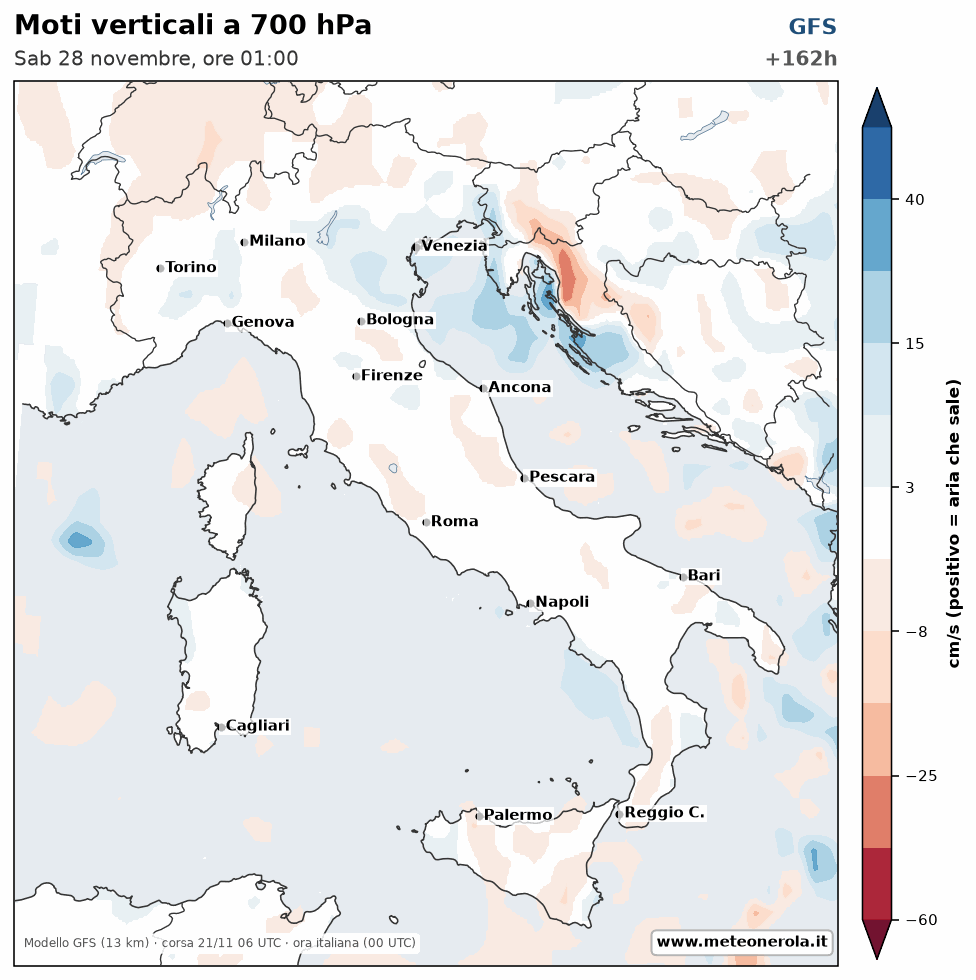 Moti verticali a 700 hPa
GFS
Sab 28 novembre, ore 01:00
+162h
Milano
Venezia
Torino
Genova
Bologna
Firenze
Ancona
Pescara
Roma
Bari
Napoli
Cagliari
Palermo
Reggio C.
40
15
3
−8
−25
−60
cm/s (positivo = aria che sale)
Modello GFS (13 km) · corsa 21/11 06 UTC · ora italiana (00 UTC)
www.meteonerola.it